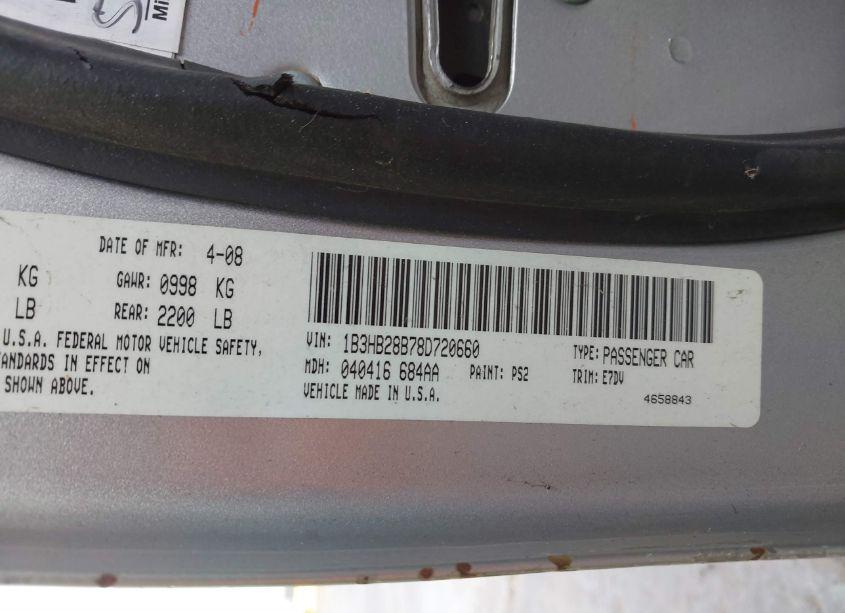 Mi
DATE OF MFR: 4-08
KG GAWR: 0998 KG
LB REAR: 2200 LB
U.S.A. FEDERAL MOTOR VEHICLE SAFETY,
IN EFFECT ON
SHOWN ABOVE.
VIN: 1B3HB28B78D720660 TYPE: PASSENGER CAR
MDH: 040416 684AA PAINT: PS2 TRIM: E7DV
VEHICLE MADE IN U.S.A. 4658843